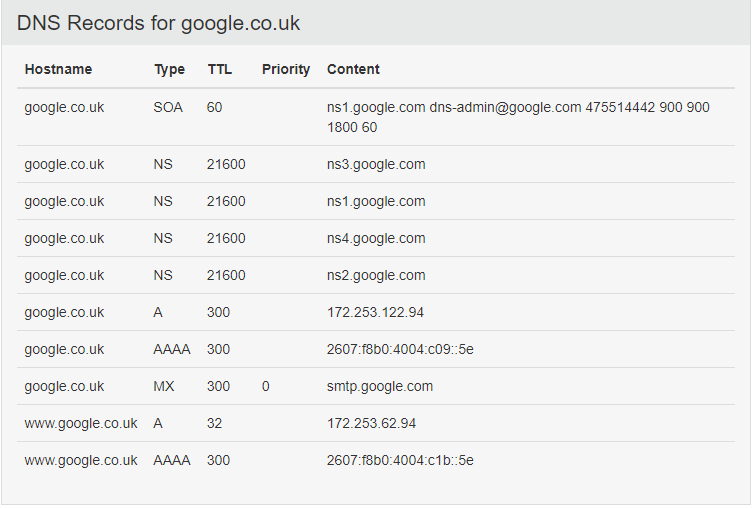 DNS Records for google.co.uk
Hostname Type TTL Priority Content
google.co.uk SOA 60 ns1.google.com dns-admin@google.com 475514442 900 900
1800 60
google.co.uk NS 21600 ns3.google.com
google.co.uk NS 21600 ns1.google.com
google.co.uk NS 21600 ns4.google.com
google.co.uk NS 21600 ns2.google.com
google.co.uk A 300 172.253.122.94
google.co.uk AAAA 300 2607:f8b0:4004:c09::5e
google.co.uk MX 300 0 smtp.google.com
www.google.co.uk A 32 172.253.62.94
www.google.co.uk AAAA 300 2607:f8b0:4004:c1b::5e